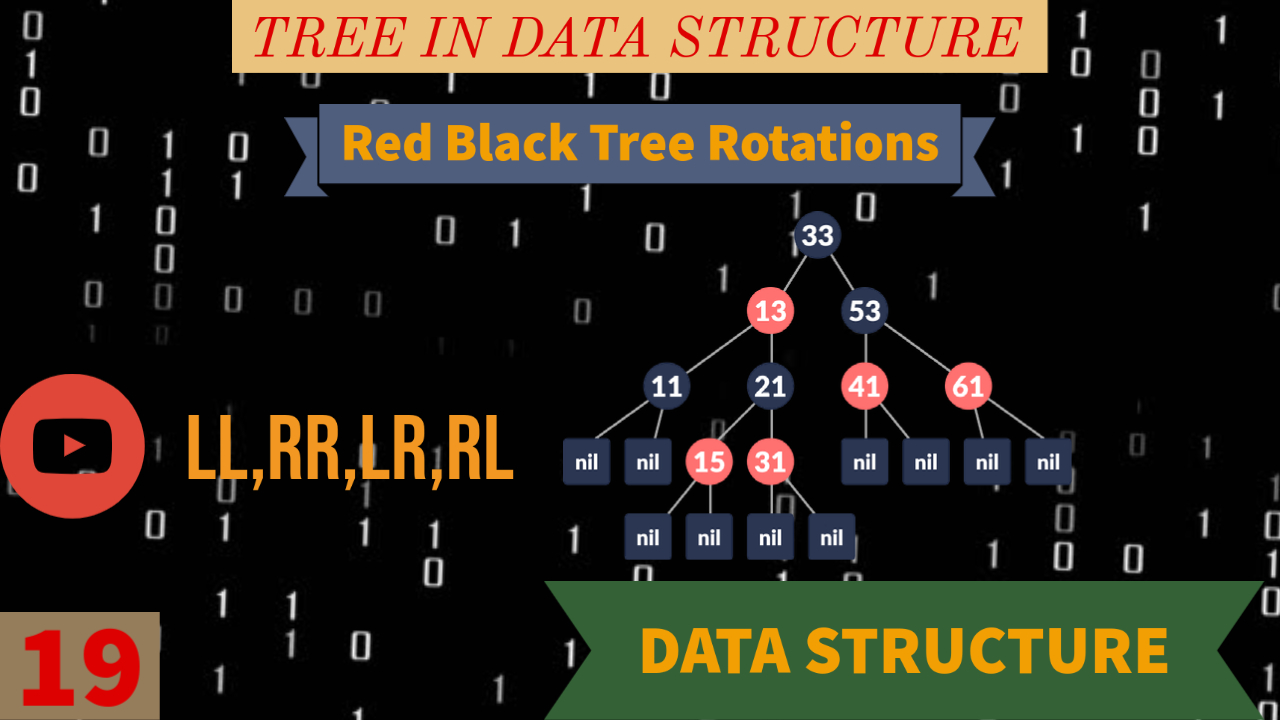 TREE IN DATA STRUCTURE
Red Black Tree Rotations
33
13 53
11 21 41 61
LL,RR,LR,RL
nil nil 15 31 nil nil nil nil
nil nil nil nil
19
DATA STRUCTURE